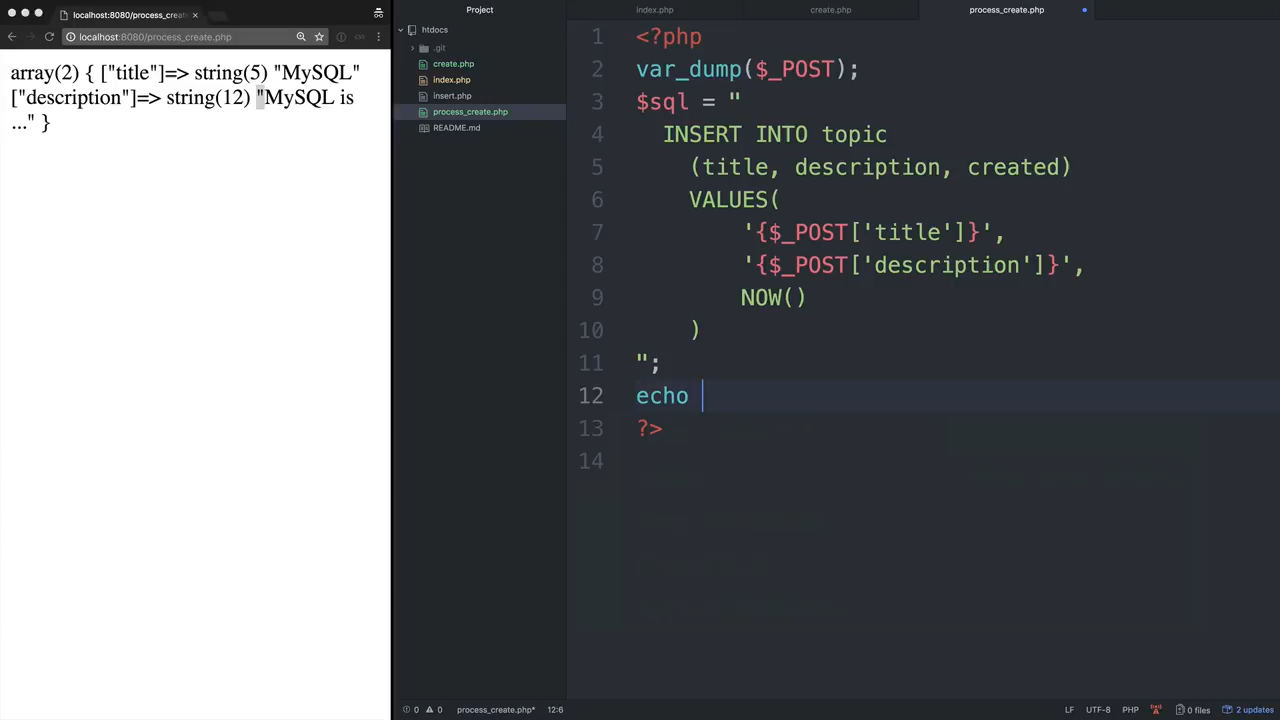 localhost:8080/process_create
localhost:8080/process_create.php
array(2) { ["title"]=> string(5) "MySQL"
["description"]=> string(12) "MySQL is
..." }
Project
htdocs
.git
create.php
index.php
insert.php
process_create.php
README.md
index.php
create.php
process_create.php
1 <?php
2 var_dump($_POST);
3 $sql = "
4 INSERT INTO topic
5 (title, description, created)
6 VALUES(
7 '{$_POST['title']}',
8 '{$_POST['description']}',
9 NOW()
10 )
11 ";
12 echo
13 ?>
14
0 0 process_create.php* 12:6
LF UTF-8 PHP 0 files 2 updates